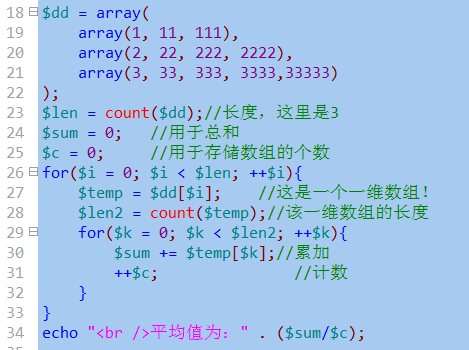 18 $dd = array(
19 array(1, 11, 111),
20 array(2, 22, 222, 2222),
21 array(3, 33, 333, 3333,33333)
22 );
23 $len = count($dd);//长度，这里是3
24 $sum = 0; //用于总和
25 $c = 0; //用于存储数组的个数
26 for($i = 0; $i < $len; ++$i){
27 $temp = $dd[$i]; //这是一个一维数组！
28 $len2 = count($temp);//该一维数组的长度
29 for($k = 0; $k < $len2; ++$k){
30 $sum += $temp[$k];//累加
31 ++$c; //计数
32 }
33 }
34 echo "<br />平均值为：" . ($sum/$c);